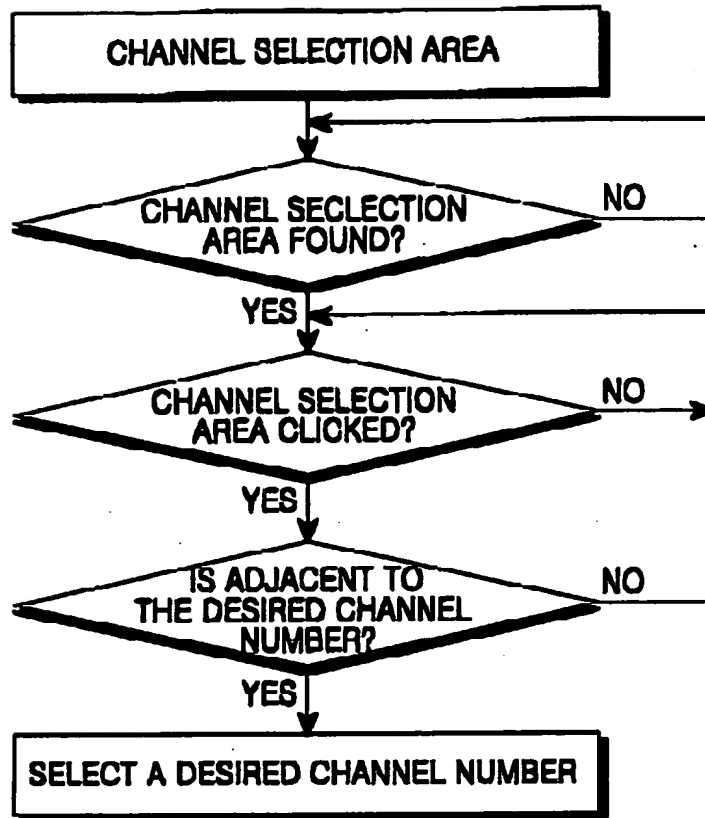 CHANNEL SELECTION AREA
CHANNEL SECLECTION
AREA FOUND?
NO
YES
CHANNEL SELECTION
AREA CLICKED?
NO
YES
IS ADJACENT TO
THE DESIRED CHANNEL
NUMBER?
NO
YES
SELECT A DESIRED CHANNEL NUMBER